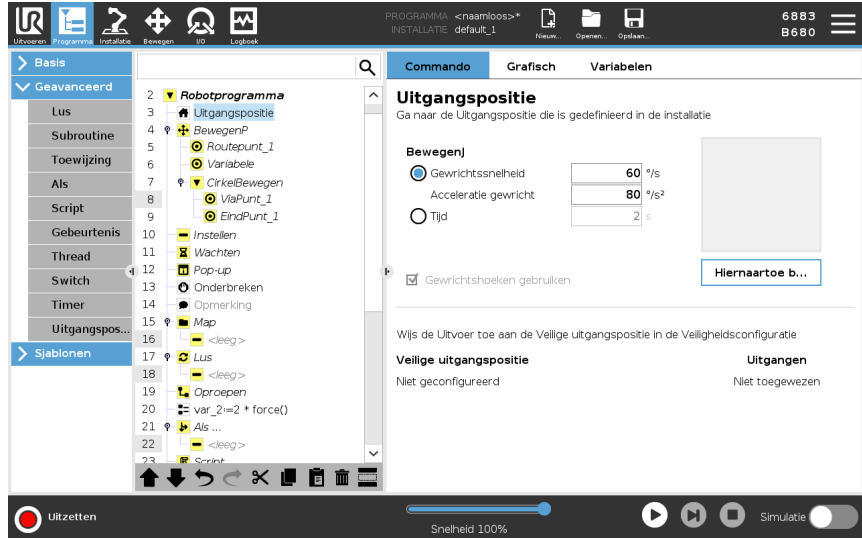 PROGRAMMA <naamloos>*
INSTALLATIE default_1
6883
B680
UR
Uitvoeren
Programma
Installatie
Bewegen
I/O
Logboek
Nieuw...
Openen...
Opslaan...
Basis
Geavanceerd
Lus
Subroutine
Toewijzing
Als
Script
Gebeurtenis
Thread
Switch
Timer
Uitgangspos...
Sjablonen
2 Robotprogramma
3 Uitgangspositie
4 BewegenP
5 Routepunt_1
6 Variabele
7 CirkelBewegen
8 ViaPunt_1
9 EindPunt_1
10 Instellen
11 Wachten
12 Pop-up
13 Onderbreken
14 Opmerking
15 Map
16 <leeg>
17 Lus
18 <leeg>
19 Oproepen
20 var_2:=2 * force()
21 Als ...
22 <leeg>
23 Script
Commando Grafisch Variabelen
Uitgangspositie
Ga naar de Uitgangspositie die is gedefinieerd in de installatie
BewegenJ
Gewrichtssnelheid 60 °/s
Acceleratie gewricht 80 °/s²
Tijd 2 s
Gewrichtshoeken gebruiken
Hiernaartoe b...
Wijs de Uitvoer toe aan de Veilige uitgangspositie in de Veiligheidsconfiguratie
Veilige uitgangspositie Uitgangen
Niet geconfigureerd Niet toegewezen
Uitzetten
Snelheid 100%
Simulatie